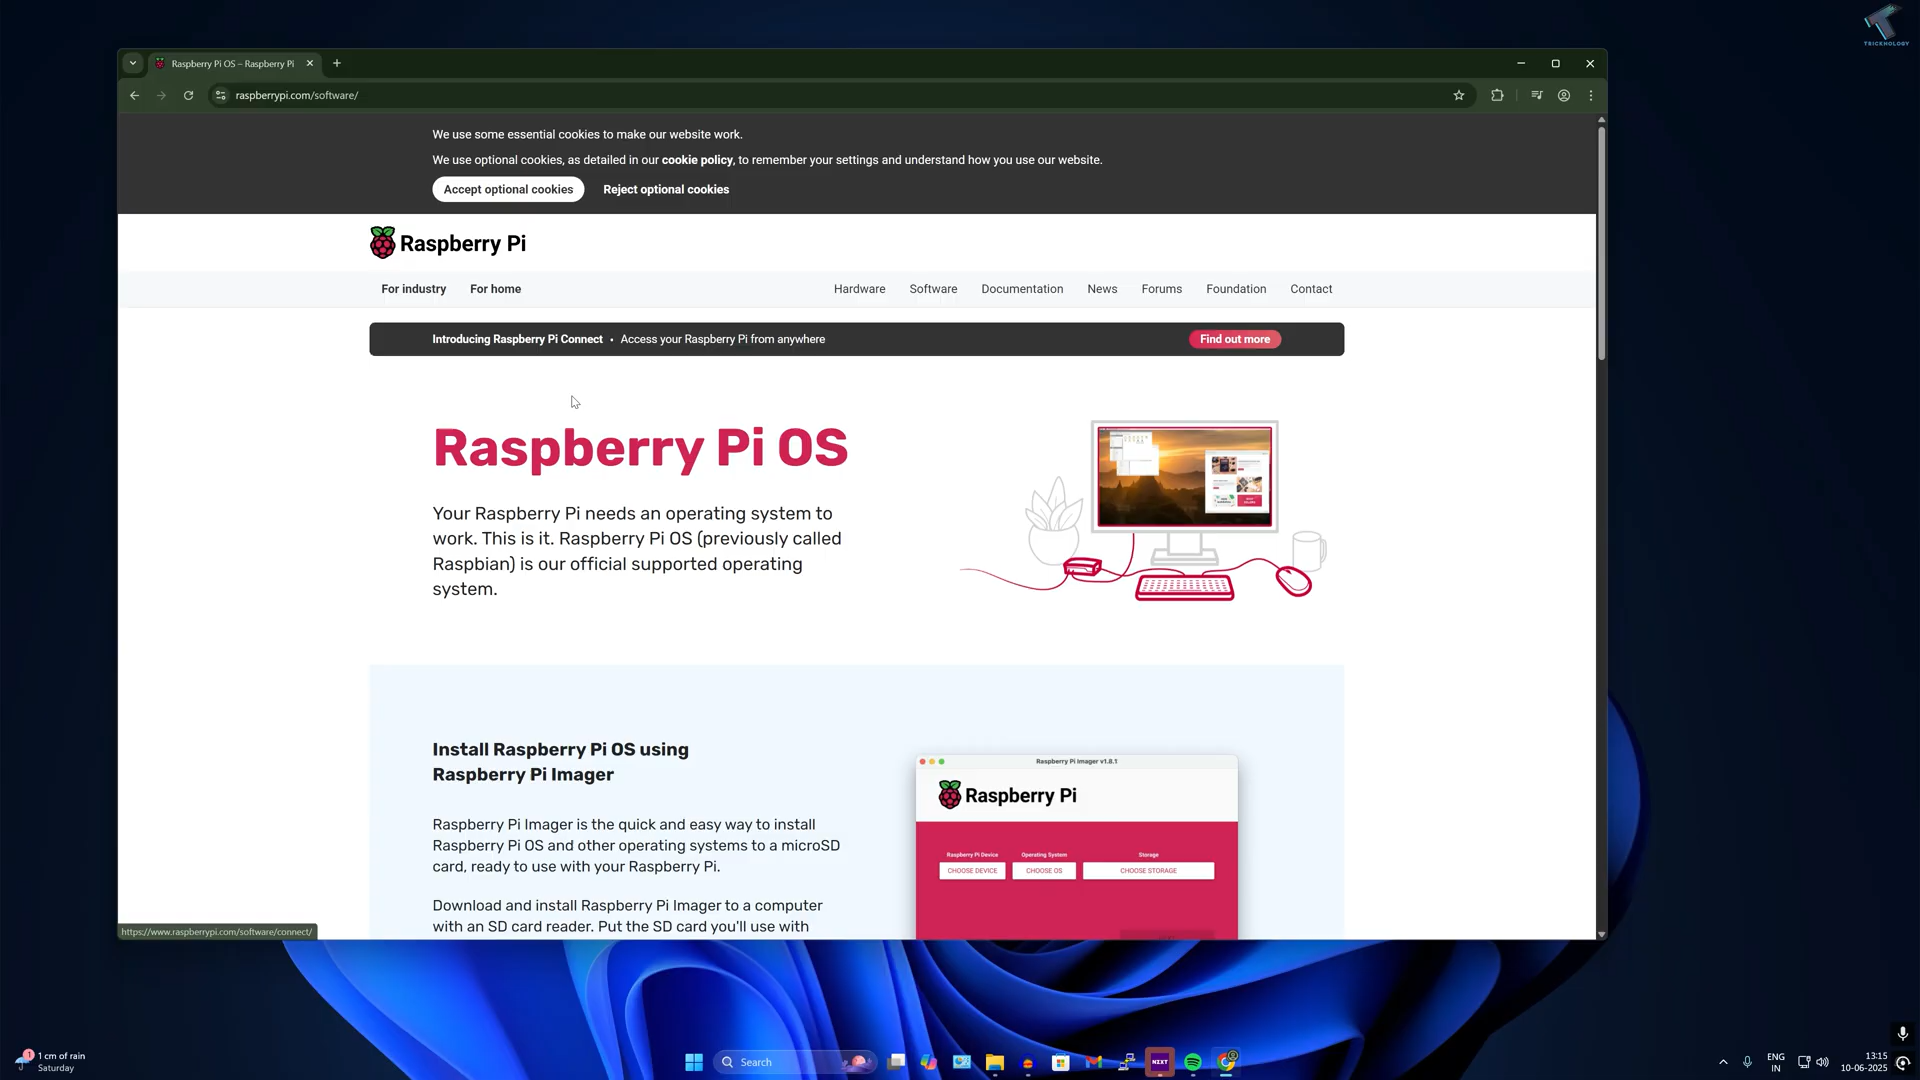 TRICKNOLOGY
Raspberry Pi OS – Raspberry Pi
raspberrypi.com/software/
We use some essential cookies to make our website work.
We use optional cookies, as detailed in our cookie policy, to remember your settings and understand how you use our website.
Accept optional cookies
Reject optional cookies
Raspberry Pi
For industry
For home
Hardware
Software
Documentation
News
Forums
Foundation
Contact
Introducing Raspberry Pi Connect • Access your Raspberry Pi from anywhere
Find out more
Raspberry Pi OS
Your Raspberry Pi needs an operating system to
work. This is it. Raspberry Pi OS (previously called
Raspbian) is our official supported operating
system.
Install Raspberry Pi OS using
Raspberry Pi Imager
Raspberry Pi Imager is the quick and easy way to install
Raspberry Pi OS and other operating systems to a microSD
card, ready to use with your Raspberry Pi.
Download and install Raspberry Pi Imager to a computer
with an SD card reader. Put the SD card you'll use with
Raspberry Pi Imager v1.8.1
Raspberry Pi
Raspberry Pi Device
Operating System
Storage
CHOOSE DEVICE
CHOOSE OS
CHOOSE STORAGE
https://www.raspberrypi.com/software/connect/
1
1 cm of rain
Saturday
Search
NEXT
ENG
IN
13:15
10-06-2025